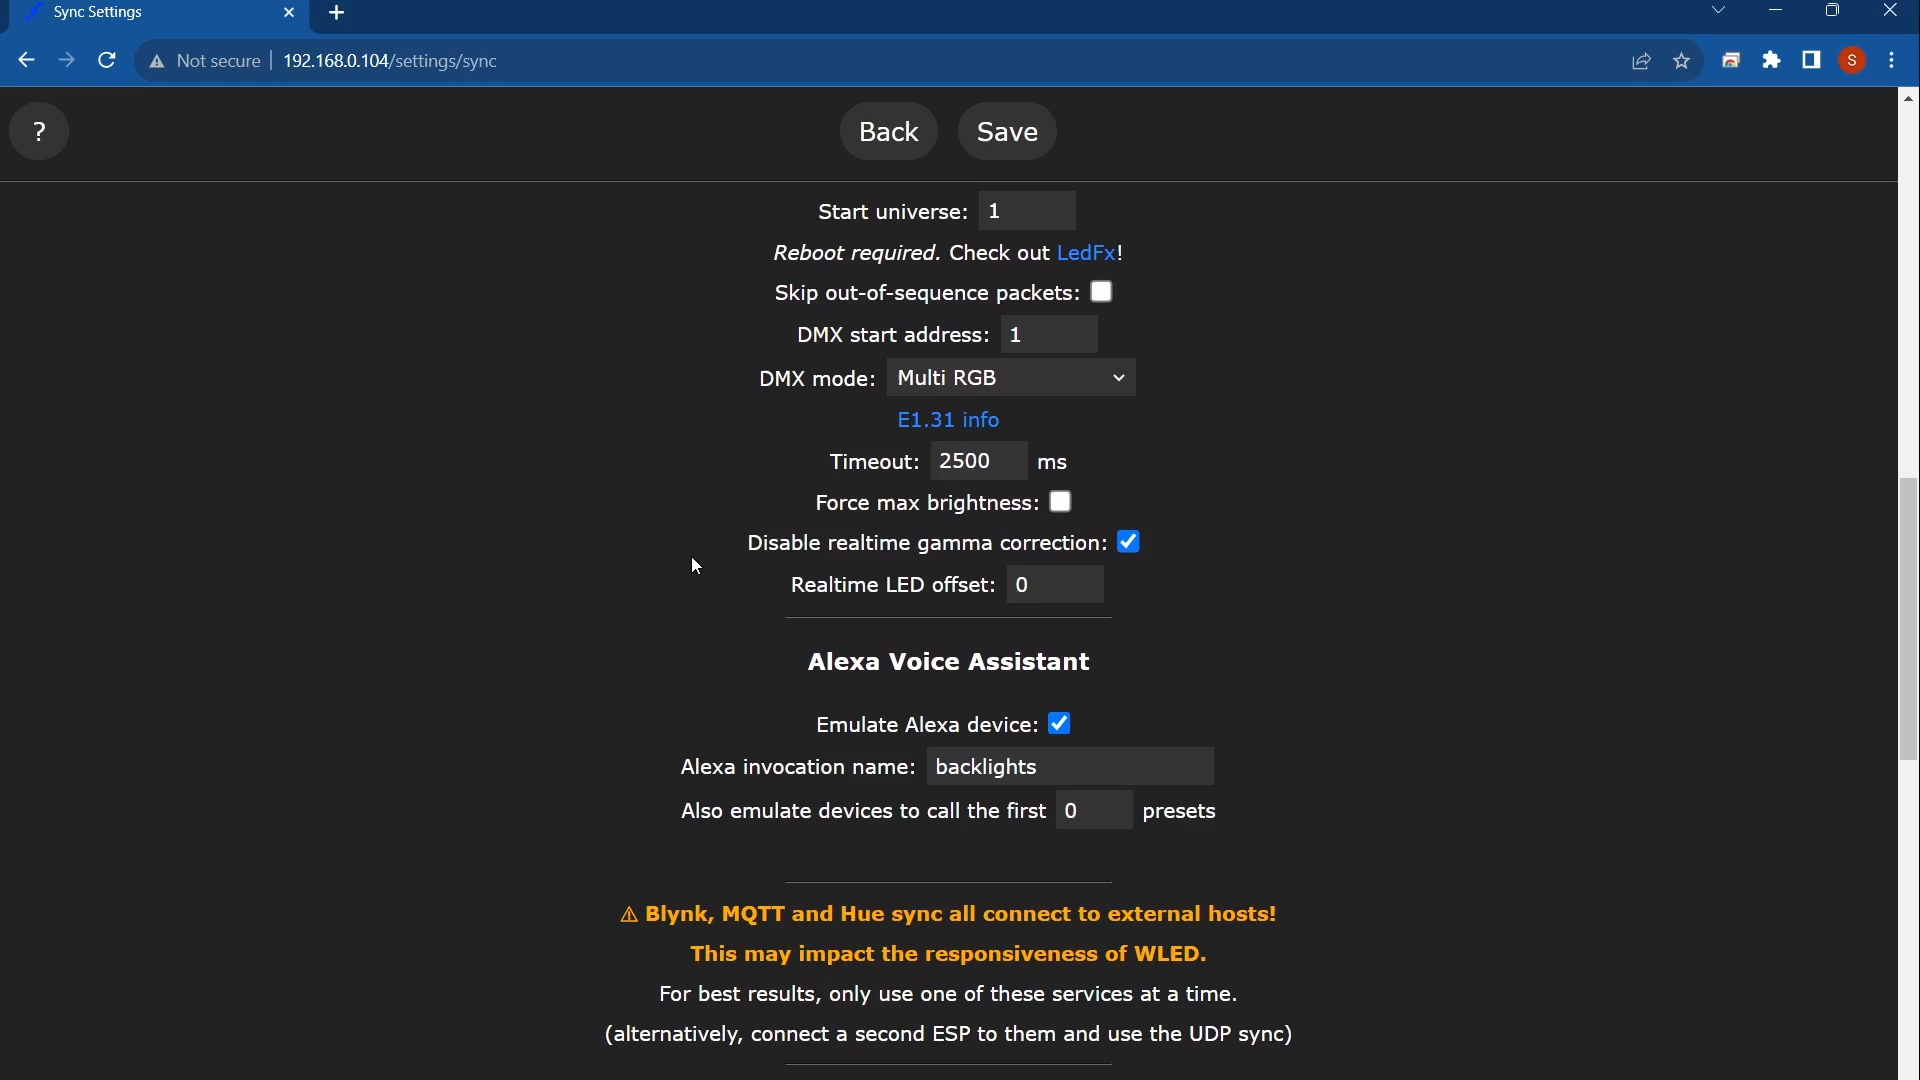 Sync Settings
Not secure 192.168.0.104/settings/sync
S
?
Back
Save
Start universe: 1
Reboot required. Check out LedFx!
Skip out-of-sequence packets:
DMX start address: 1
DMX mode: Multi RGB
E1.31 info
Timeout: 2500 ms
Force max brightness:
Disable realtime gamma correction:
Realtime LED offset: 0
Alexa Voice Assistant
Emulate Alexa device:
Alexa invocation name: backlights
Also emulate devices to call the first 0 presets
⚠ Blynk, MQTT and Hue sync all connect to external hosts!
This may impact the responsiveness of WLED.
For best results, only use one of these services at a time.
(alternatively, connect a second ESP to them and use the UDP sync)